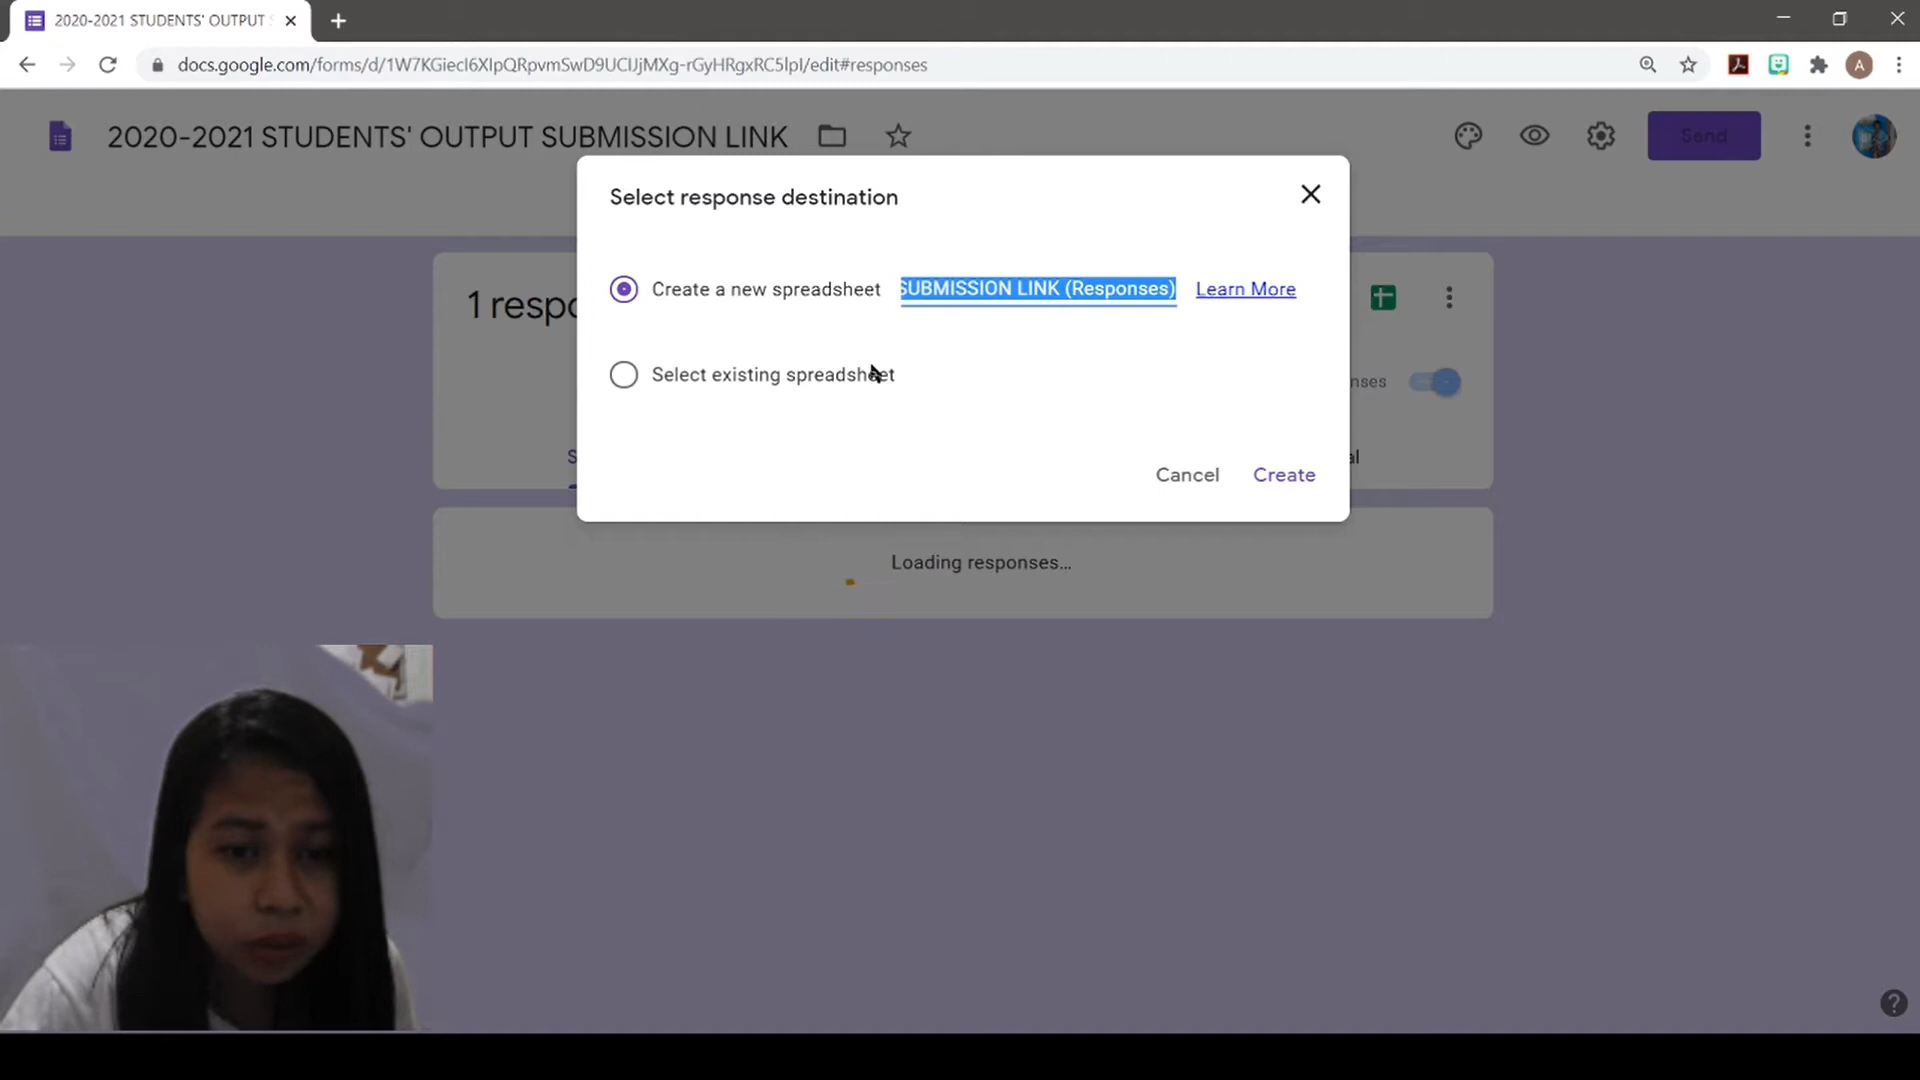 2020-2021 STUDENTS' OUTPUT S
docs.google.com/forms/d/1W7KGiecI6XIpQRpvmSwD9UCIJjMXg-rGyHRgxRC5lpI/edit#responses
A
2020-2021 STUDENTS' OUTPUT SUBMISSION LINK
Send
Select response destination
Create a new spreadsheet SUBMISSION LINK (Responses) Learn More
1 respo
Select existing spreadsheet
nses
S
al
Cancel Create
Loading responses...
?